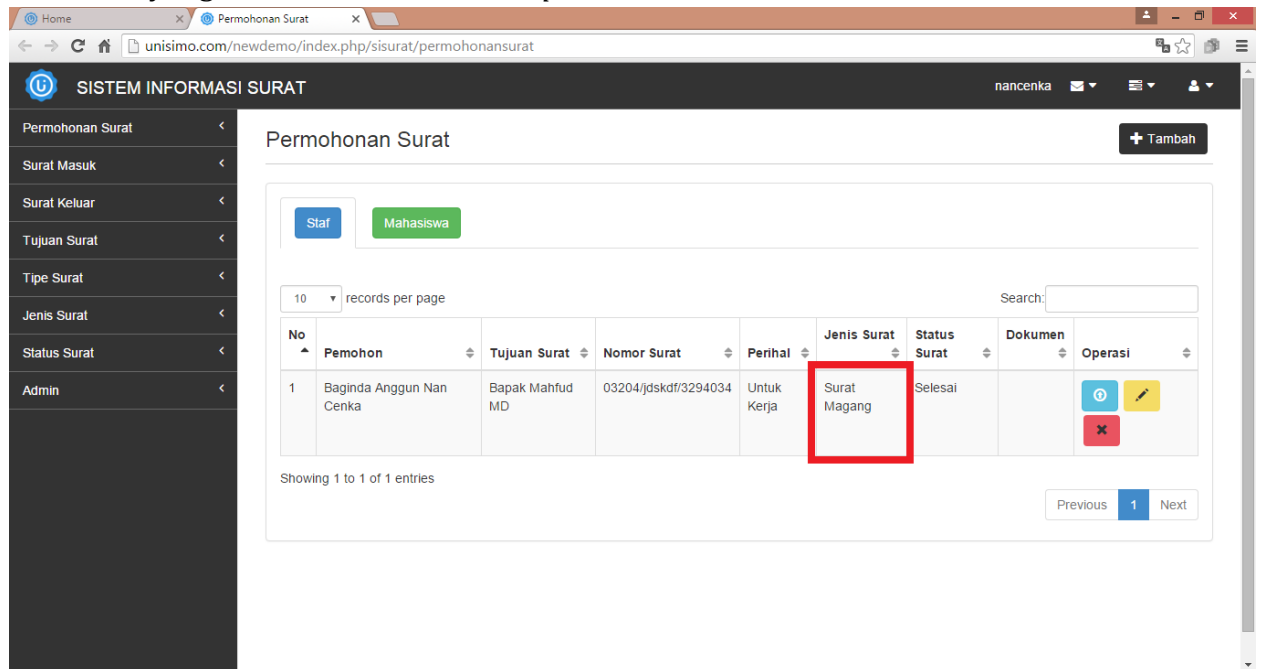 Home
Permohonan Surat
unisimo.com/newdemo/index.php/sisurat/permohonansurat
SISTEM INFORMASI SURAT
nancenka
Permohonan Surat
Surat Masuk
Surat Keluar
Tujuan Surat
Tipe Surat
Jenis Surat
Status Surat
Admin
Permohonan Surat
Tambah
Staf
Mahasiswa
10 records per page
Search:
No
Pemohon
Tujuan Surat
Nomor Surat
Perihal
Jenis Surat
Status
Surat
Dokumen
Operasi
1
Baginda Anggun Nan
Cenka
Bapak Mahfud
MD
03204/jdskdf/3294034
Untuk
Kerja
Surat
Magang
Selesai
Showing 1 to 1 of 1 entries
Previous 1 Next